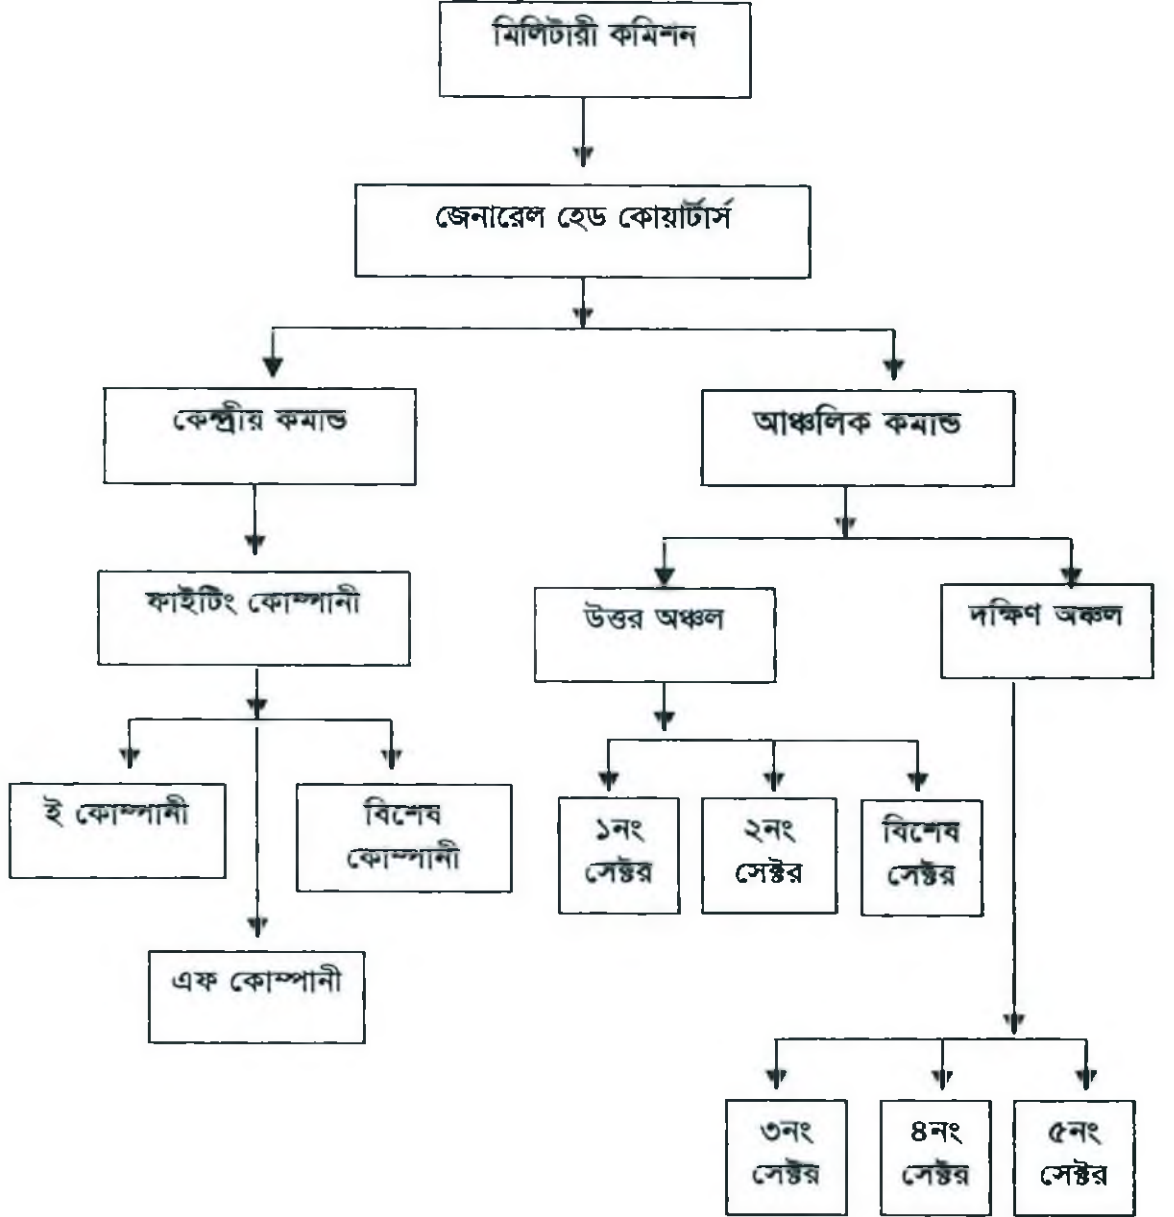 মিলিটারী কমিশন
জেনারেল হেড কোয়ার্টার্স
কেন্দ্রীয় কমান্ড
আঞ্চলিক কমান্ড
ফাইটিং কোম্পানী
উত্তর অঞ্চল
দক্ষিণ অঞ্চল
ই কোম্পানী
বিশেষ
কোম্পানী
১নং
সেক্টর
২নং
সেক্টর
বিশেষ
সেক্টর
এফ কোম্পানী
৩নং
সেক্টর
৪নং
সেক্টর
৫নং
সেক্টর